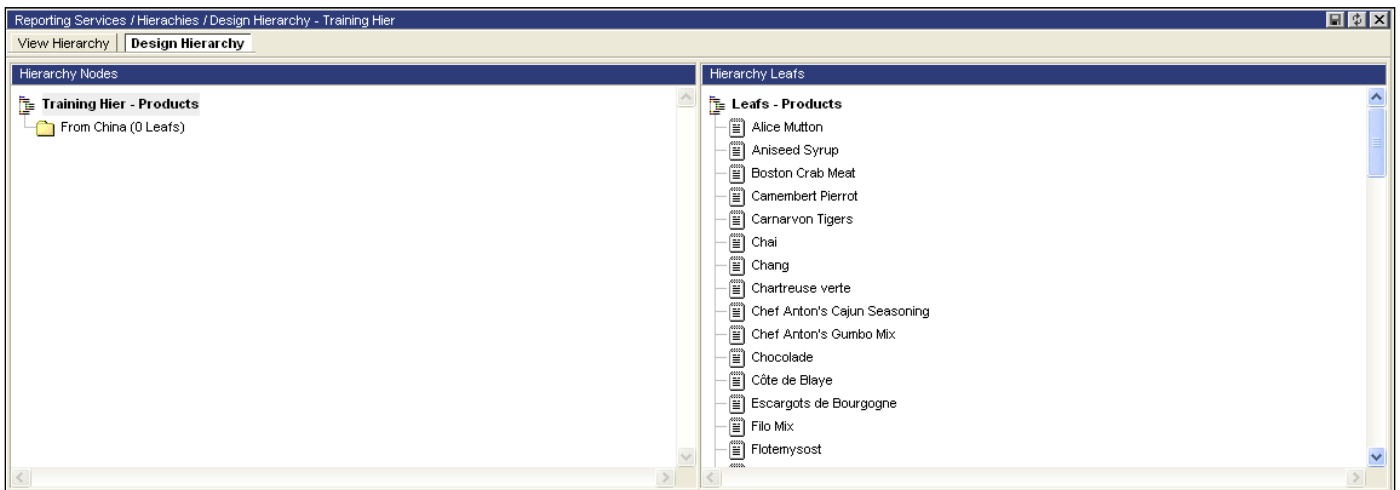 Reporting Services / Hierachies / Design Hierarchy - Training Hier
View Hierarchy Design Hierarchy
Hierarchy Nodes
Training Hier - Products
From China (0 Leafs)
Hierarchy Leafs
Leafs - Products
Alice Mutton
Aniseed Syrup
Boston Crab Meat
Camembert Pierrot
Carnarvon Tigers
Chai
Chang
Chartreuse verte
Chef Anton's Cajun Seasoning
Chef Anton's Gumbo Mix
Chocolade
Côte de Blaye
Escargots de Bourgogne
Filo Mix
Flotemysost